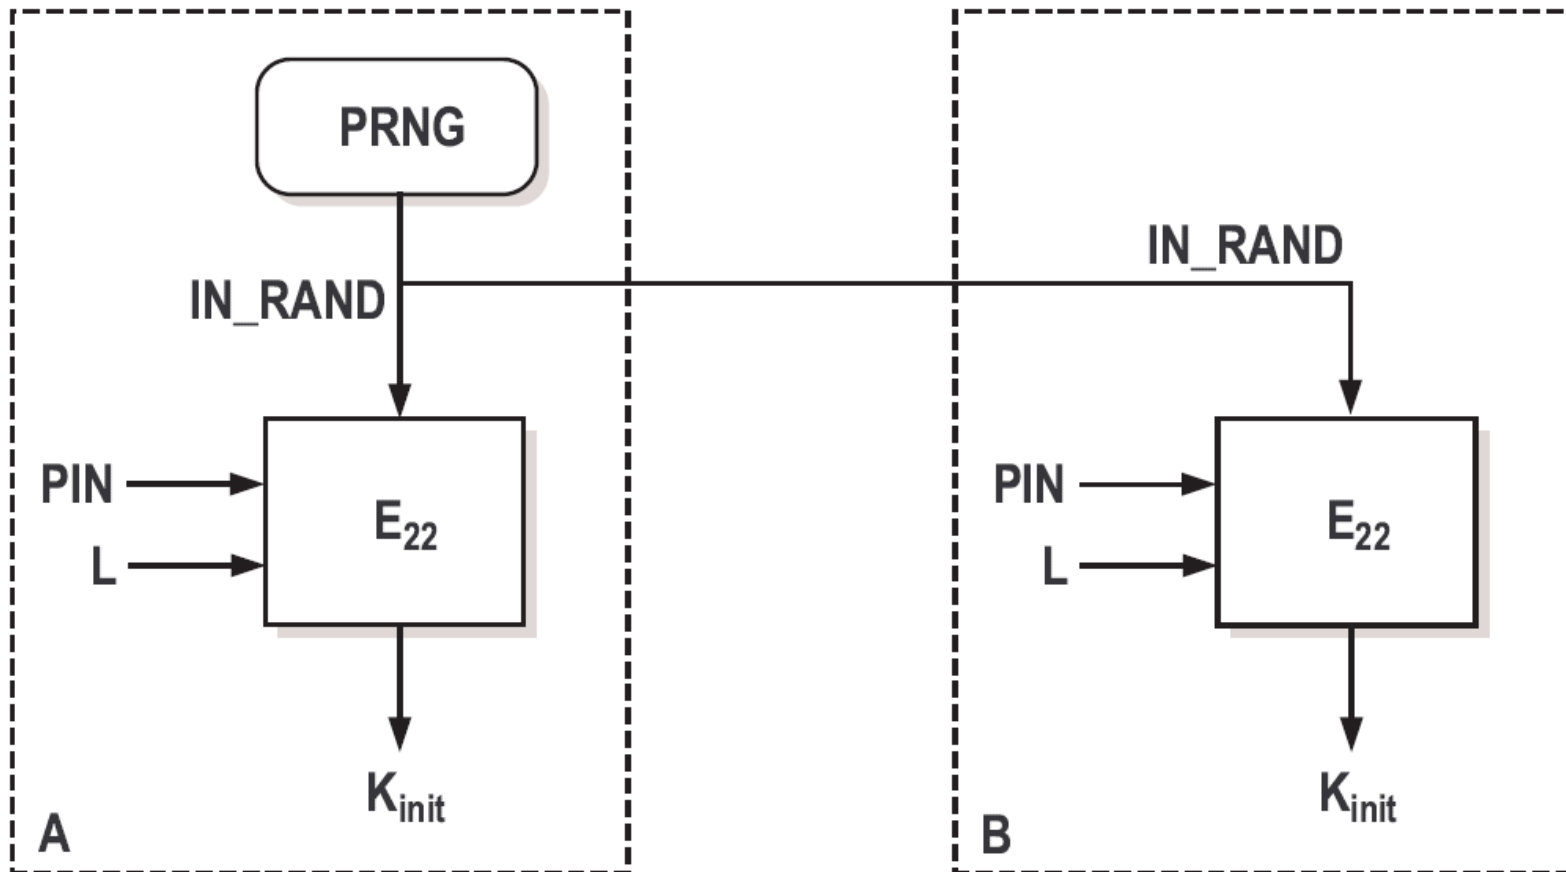 PRNG
IN_RAND
IN_RAND
PIN
L
E22
Kinit
A
PIN
L
E22
Kinit
B